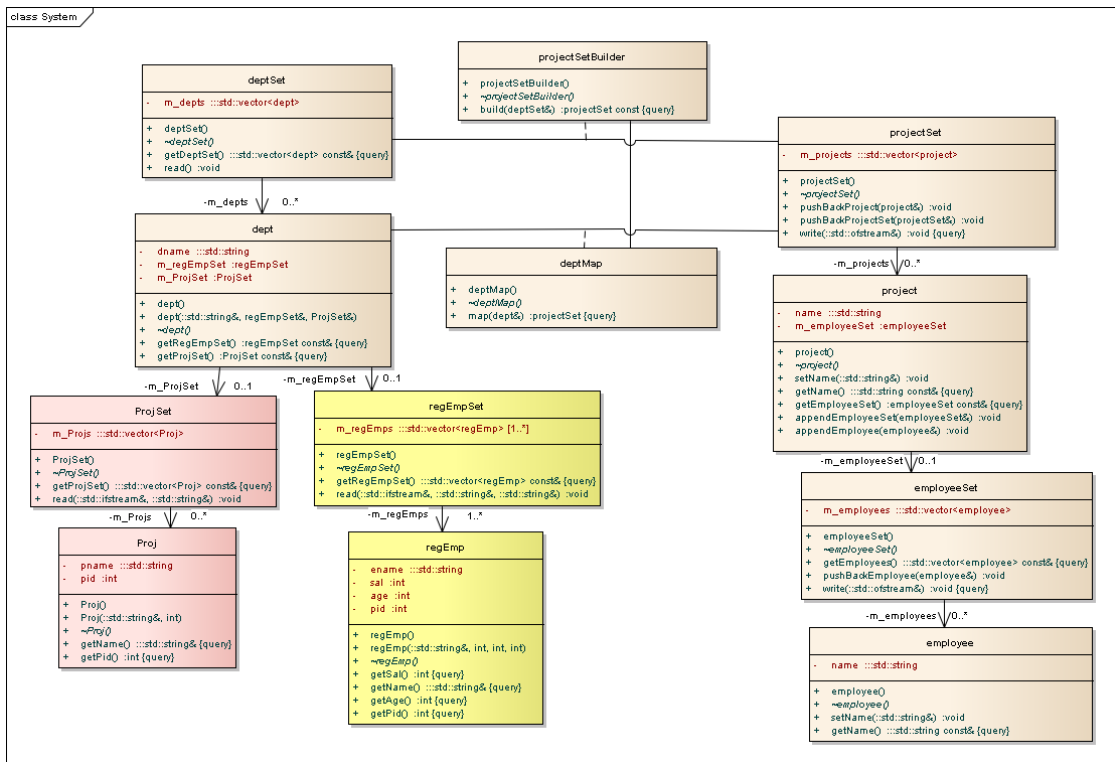 class System
deptSet
- m_depts :::std::vector<dept>
+ deptSet()
+ ~deptSet()
+ getDeptSet() :::std::vector<dept> const& {query}
+ read() :void
projectSetBuilder
+ projectSetBuilder()
+ ~projectSetBuilder()
+ build(deptSet&) :projectSet const {query}
projectSet
- m_projects :::std::vector<project>
+ projectSet()
+ ~projectSet()
+ pushBackProject(project&) :void
+ pushBackProjectSet(projectSet&) :void
+ write(::std::ofstream&) :void {query}
-m_depts 0..*
dept
- dname :::std::string
- m_regEmpSet :regEmpSet
- m_ProjSet :ProjSet
+ dept()
+ dept(::std::string&, regEmpSet&, ProjSet&)
+ ~dept()
+ getRegEmpSet() :regEmpSet const& {query}
+ getProjSet() :ProjSet const& {query}
deptMap
+ deptMap()
+ ~deptMap()
+ map(dept&) :projectSet {query}
-m_projects 0..*
project
- name :::std::string
- m_employeeSet :employeeSet
+ project()
+ ~project()
+ setName(::std::string&) :void
+ getName() :::std::string const& {query}
+ getEmployeeSet() :employeeSet const& {query}
+ appendEmployeeSet(employeeSet&) :void
+ appendEmployee(employee&) :void
-m_ProjSet 0..1
-m_regEmpSet 0..1
ProjSet
- m_Projs :::std::vector<Proj>
+ ProjSet()
+ ~ProjSet()
+ getProjSet() :::std::vector<Proj> const& {query}
+ read(::std::ifstream&, ::std::string&) :void
regEmpSet
- m_regEmps :::std::vector<regEmp> [1..*]
+ regEmpSet()
+ ~regEmpSet()
+ getRegEmpSet() :::std::vector<regEmp> const& {query}
+ read(::std::ifstream&, ::std::string&, ::std::string&) :void
-m_employeeSet 0..1
employeeSet
- m_employees :::std::vector<employee>
+ employeeSet()
+ ~employeeSet()
+ getEmployees() :::std::vector<employee> const& {query}
+ pushBackEmployee(employee&) :void
+ write(::std::ofstream&) :void {query}
-m_Projs 0..*
Proj
- pname :::std::string
- pid :int
+ Proj()
+ Proj(::std::string&, int)
+ ~Proj()
+ getName() :::std::string& {query}
+ getPid() :int {query}
-m_regEmps 1..*
regEmp
- ename :::std::string
- sal :int
- age :int
- pid :int
+ regEmp()
+ regEmp(::std::string&, int, int, int)
+ ~regEmp()
+ getSal() :int {query}
+ getName() :::std::string& {query}
+ getAge() :int {query}
+ getPid() :int {query}
-m_employees 0..*
employee
- name :::std::string
+ employee()
+ ~employee()
+ setName(::std::string&) :void
+ getName() :::std::string const& {query}